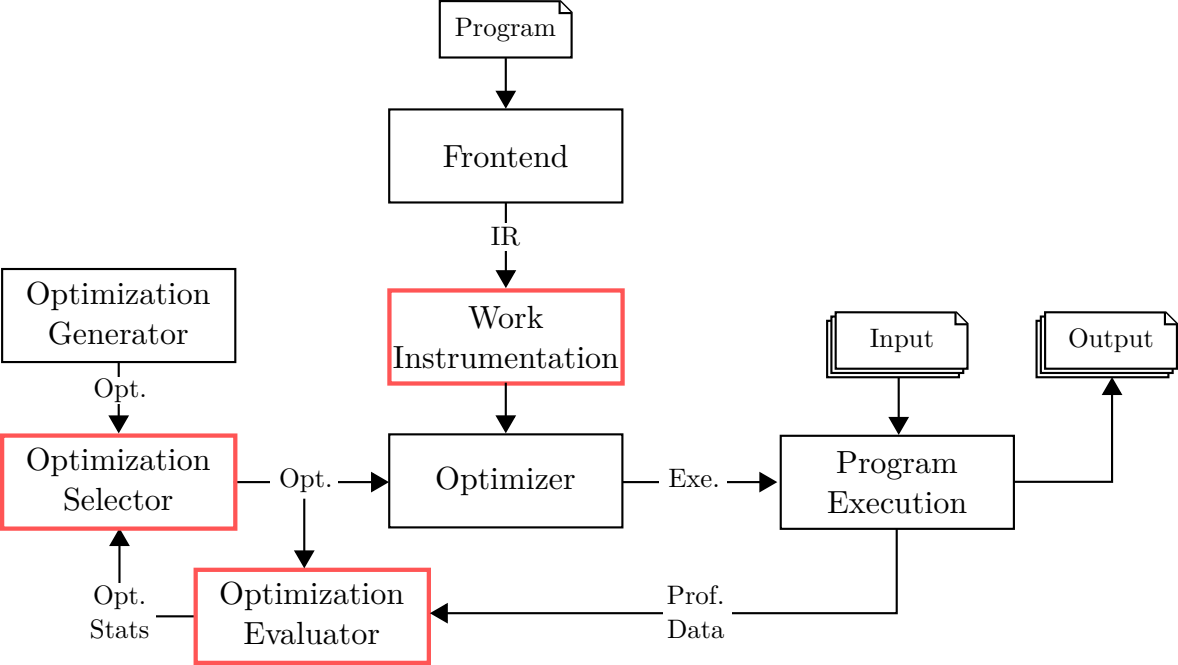 Program
Frontend
IR
Optimization
Generator
Work
Instrumentation
Input
Output
Opt.
Optimization
Selector
Opt.
Optimizer
Exe.
Program
Execution
Opt.
Stats
Optimization
Evaluator
Prof.
Data